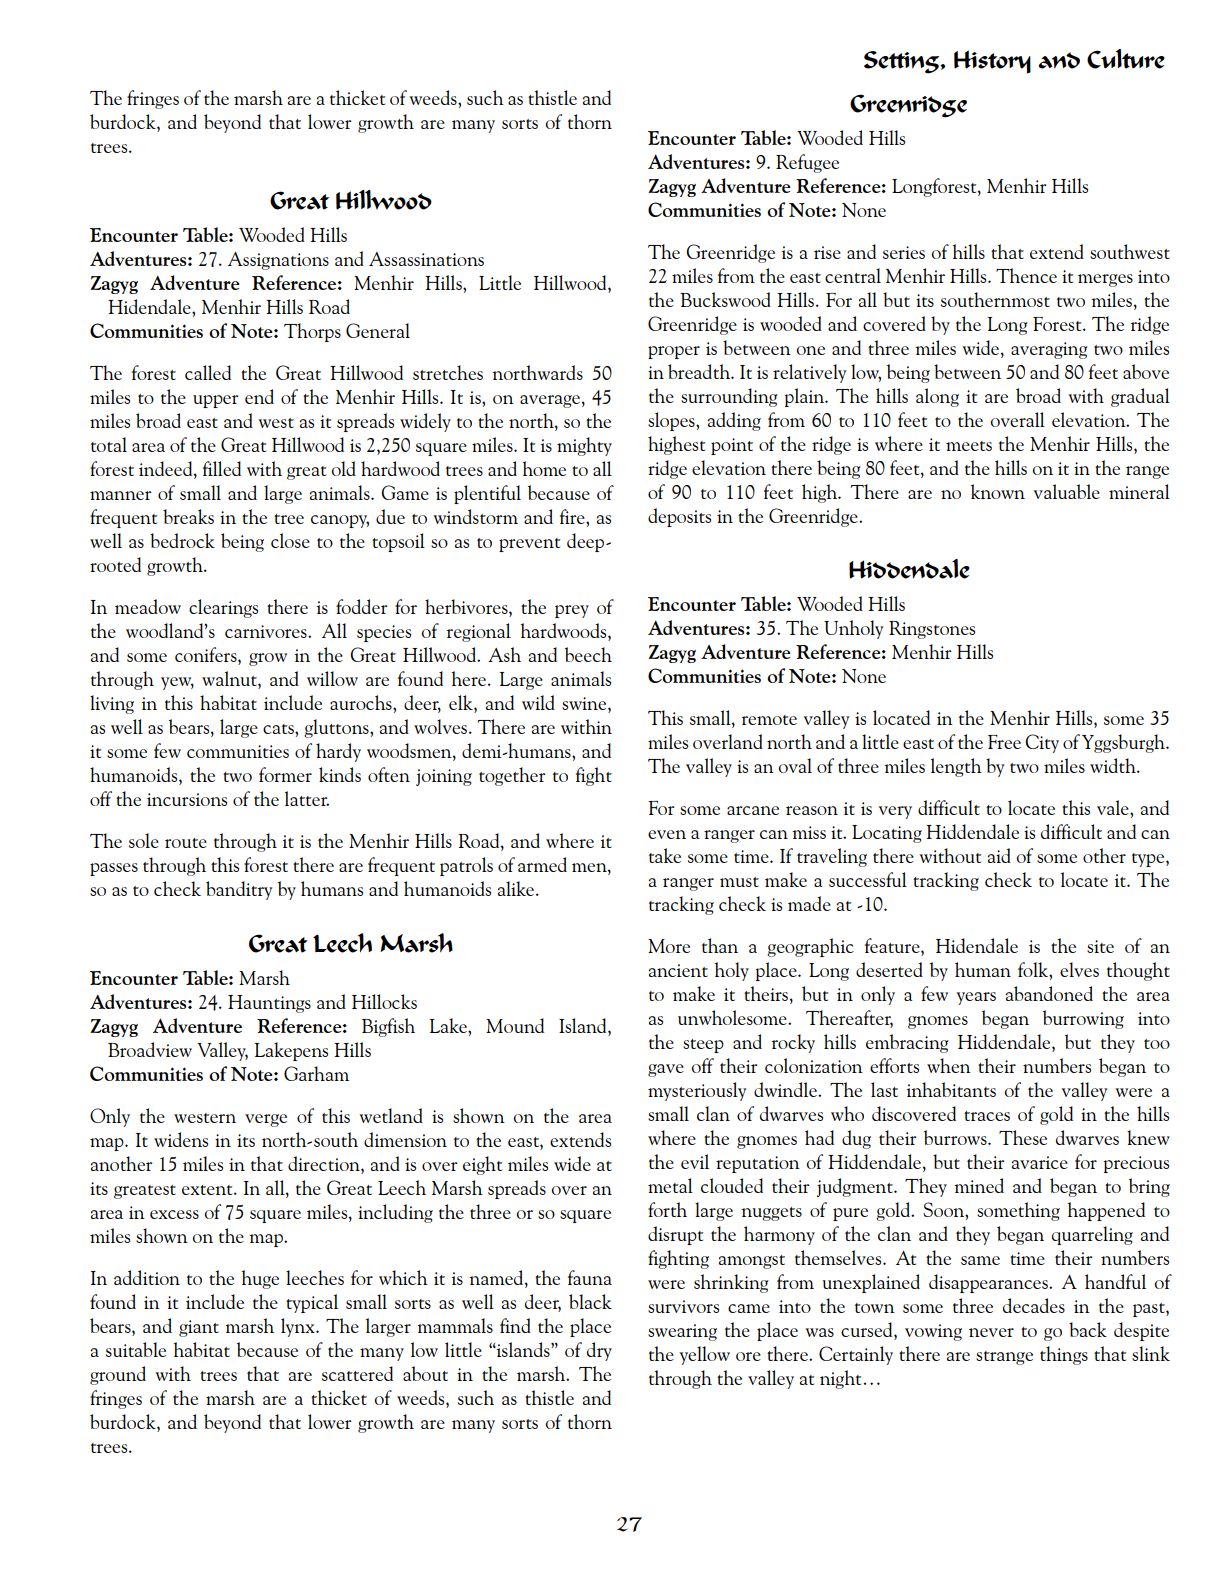 Setting, History and Culture
The fringes of the marsh are a thicket of weeds, such as thistle and
burdock, and beyond that lower growth are many sorts of thorn
trees.
Great Hillwood
Encounter Table: Wooded Hills
Adventures: 27. Assignations and Assassinations
Zagyg Adventure Reference: Menhir Hills, Little Hillwood,
Hidendale, Menhir Hills Road
Communities of Note: Thorps General
The forest called the Great Hillwood stretches northwards 50
miles to the upper end of the Menhir Hills. It is, on average, 45
miles broad east and west as it spreads widely to the north, so the
total area of the Great Hillwood is 2,250 square miles. It is mighty
forest indeed, filled with great old hardwood trees and home to all
manner of small and large animals. Game is plentiful because of
frequent breaks in the tree canopy, due to windstorm and fire, as
well as bedrock being close to the topsoil so as to prevent deep-
rooted growth.
In meadow clearings there is fodder for herbivores, the prey of
the woodland's carnivores. All species of regional hardwoods,
and some conifers, grow in the Great Hillwood. Ash and beech
through yew, walnut, and willow are found here. Large animals
living in this habitat include aurochs, deer, elk, and wild swine,
as well as bears, large cats, gluttons, and wolves. There are within
it some few communities of hardy woodsmen, demi-humans, and
humanoids, the two former kinds often joining together to fight
off the incursions of the latter.
The sole route through it is the Menhir Hills Road, and where it
passes through this forest there are frequent patrols of armed men,
so as to check banditry by humans and humanoids alike.
Great Leech Marsh
Encounter Table: Marsh
Adventures: 24. Hauntings and Hillocks
Zagyg Adventure Reference: Bigfish Lake, Mound Island,
Broadview Valley, Lakepens Hills
Communities of Note: Garham
Only the western verge of this wetland is shown on the area
map. It widens in its north-south dimension to the east, extends
another 15 miles in that direction, and is over eight miles wide at
its greatest extent. In all, the Great Leech Marsh spreads over an
area in excess of 75 square miles, including the three or so square
miles shown on the map.
In addition to the huge leeches for which it is named, the fauna
found in it include the typical small sorts as well as deer, black
bears, and giant marsh lynx. The larger mammals find the place
a suitable habitat because of the many low little “islands” of dry
ground with trees that are scattered about in the marsh. The
fringes of the marsh are a thicket of weeds, such as thistle and
burdock, and beyond that lower growth are many sorts of thorn
trees.
Greenridge
Encounter Table: Wooded Hills
Adventures: 9. Refugee
Zagyg Adventure Reference: Longforest, Menhir Hills
Communities of Note: None
The Greenridge is a rise and series of hills that extend southwest
22 miles from the east central Menhir Hills. Thence it merges into
the Buckswood Hills. For all but its southernmost two miles, the
Greenridge is wooded and covered by the Long Forest. The ridge
proper is between one and three miles wide, averaging two miles
in breadth. It is relatively low, being between 50 and 80 feet above
the surrounding plain. The hills along it are broad with gradual
slopes, adding from 60 to 110 feet to the overall elevation. The
highest point of the ridge is where it meets the Menhir Hills, the
ridge elevation there being 80 feet, and the hills on it in the range
of 90 to 110 feet high. There are no known valuable mineral
deposits in the Greenridge.
Hiddendale
Encounter Table: Wooded Hills
Adventures: 35. The Unholy Ringstones
Zagyg Adventure Reference: Menhir Hills
Communities of Note: None
This small, remote valley is located in the Menhir Hills, some 35
miles overland north and a little east of the Free City of Yggsburgh.
The valley is an oval of three miles length by two miles width.
For some arcane reason it is very difficult to locate this vale, and
even a ranger can miss it. Locating Hiddendale is difficult and can
take some time. If traveling there without aid of some other type,
a ranger must make a successful tracking check to locate it. The
tracking check is made at -10.
More than a geographic feature, Hidendale is the site of an
ancient holy place. Long deserted by human folk, elves thought
to make it theirs, but in only a few years abandoned the area
as unwholesome. Thereafter, gnomes began burrowing into
the steep and rocky hills embracing Hiddendale, but they too
gave off their colonization efforts when their numbers began to
mysteriously dwindle. The last inhabitants of the valley were a
small clan of dwarves who discovered traces of gold in the hills
where the gnomes had dug their burrows. These dwarves knew
the evil reputation of Hiddendale, but their avarice for precious
metal clouded their judgment. They mined and began to bring
forth large nuggets of pure gold. Soon, something happened to
disrupt the harmony of the clan and they began quarreling and
fighting amongst themselves. At the same time their numbers
were shrinking from unexplained disappearances. A handful of
survivors came into the town some three decades in the past,
swearing the place was cursed, vowing never to go back despite
the yellow ore there. Certainly there are strange things that slink
through the valley at night…
27